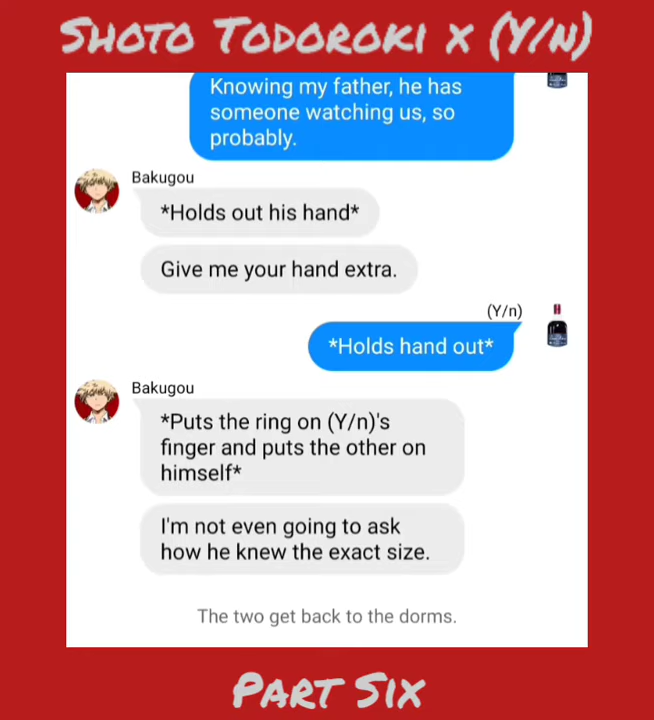 SHOTO TODOROKI X (Y/N)
Knowing my father, he has
someone watching us, so
probably.
Bakugou
*Holds out his hand*
Give me your hand extra.
(Y/n)
*Holds hand out*
Bakugou
*Puts the ring on (Y/n)'s
finger and puts the other on
himself*
I'm not even going to ask
how he knew the exact size.
The two get back to the dorms.
PART SIX